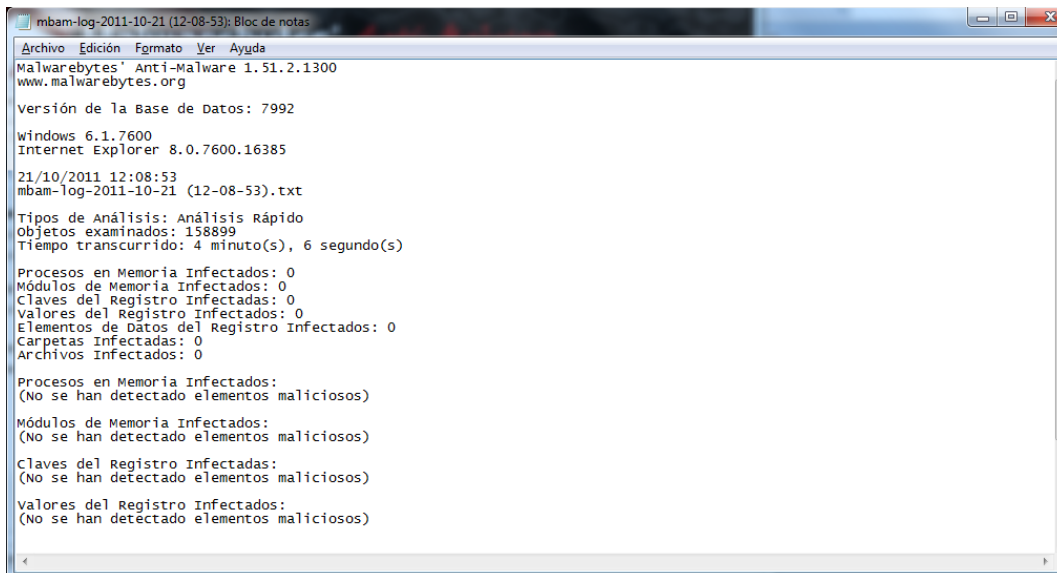 mbam-log-2011-10-21 (12-08-53): Bloc de notas
Archivo Edición Formato Ver Ayuda
Malwarebytes' Anti-Malware 1.51.2.1300
www.malwarebytes.org
Versión de la Base de Datos: 7992
Windows 6.1.7600
Internet Explorer 8.0.7600.16385
21/10/2011 12:08:53
mbam-log-2011-10-21 (12-08-53).txt
Tipos de Análisis: Análisis Rápido
Objetos examinados: 158899
Tiempo transcurrido: 4 minuto(s), 6 segundo(s)
Procesos en Memoria Infectados: 0
Módulos de Memoria Infectados: 0
Claves del Registro Infectadas: 0
Valores del Registro Infectados: 0
Elementos de Datos del Registro Infectados: 0
Carpetas Infectadas: 0
Archivos Infectados: 0
Procesos en Memoria Infectados:
(No se han detectado elementos maliciosos)
Módulos de Memoria Infectados:
(No se han detectado elementos maliciosos)
Claves del Registro Infectadas:
(No se han detectado elementos maliciosos)
Valores del Registro Infectados:
(No se han detectado elementos maliciosos)